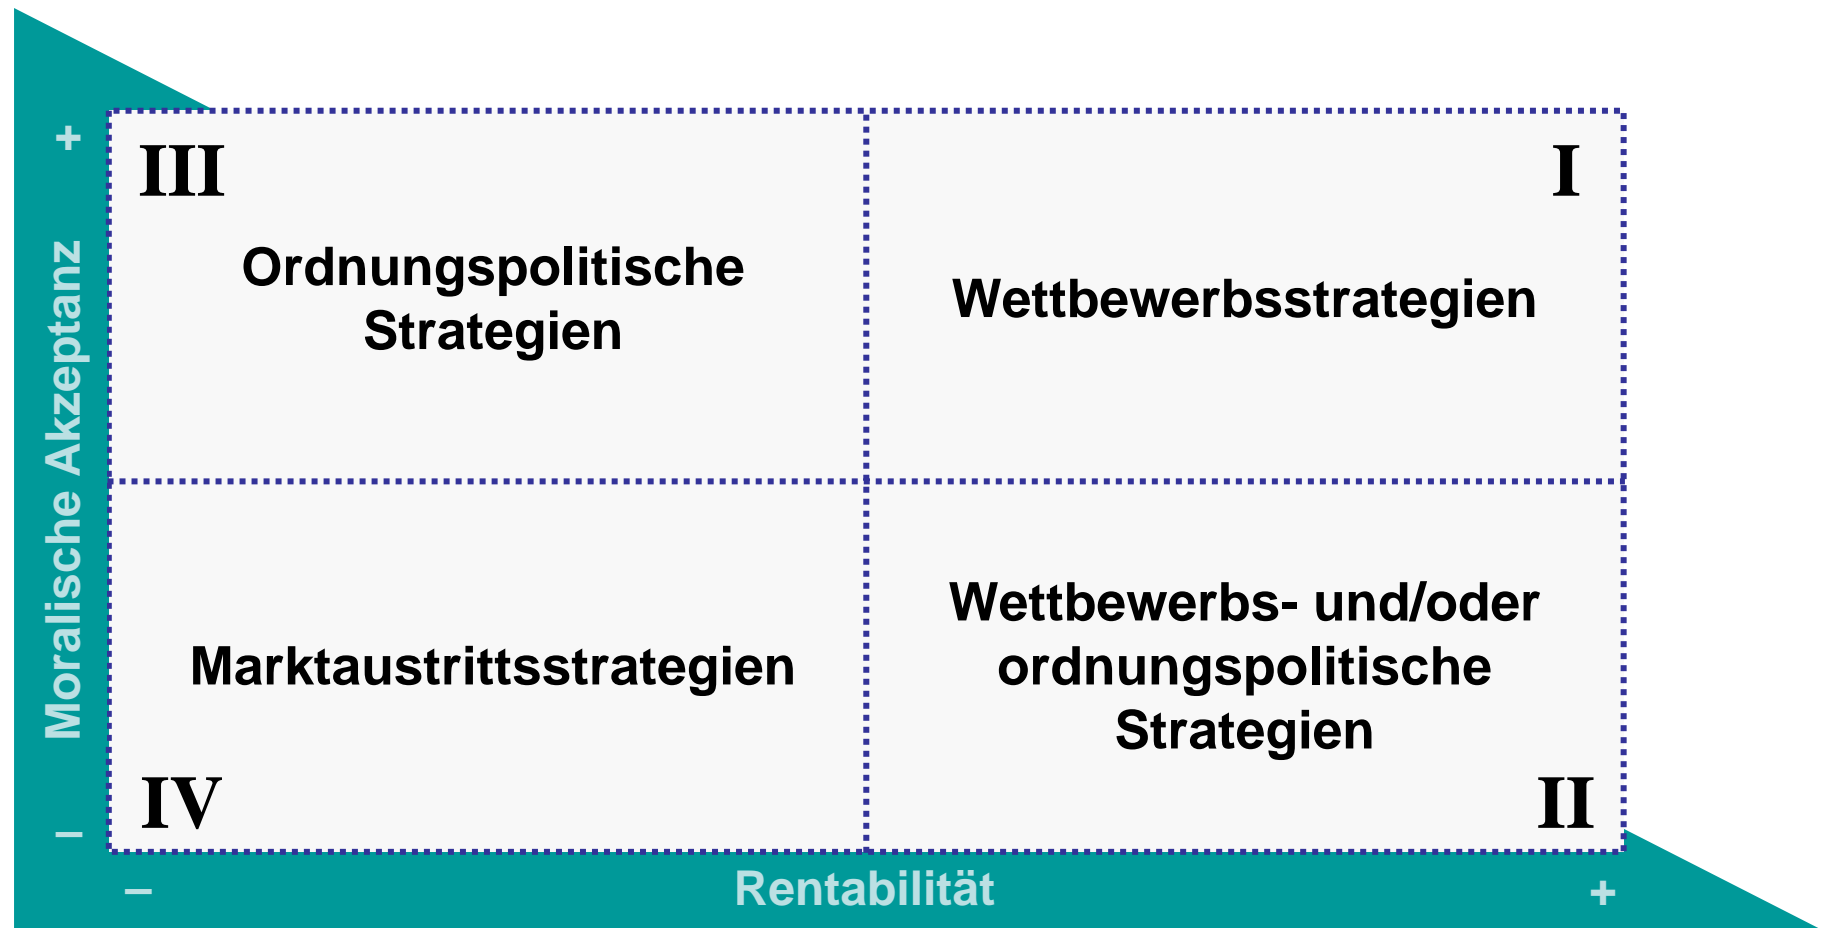 +
III
I
Ordnungspolitische
Strategien
Wettbewerbsstrategien
Moralische Akzeptanz
Marktaustrittsstrategien
Wettbewerbs- und/oder
ordnungspolitische
Strategien
IV
II
–
–
Rentabilität
+